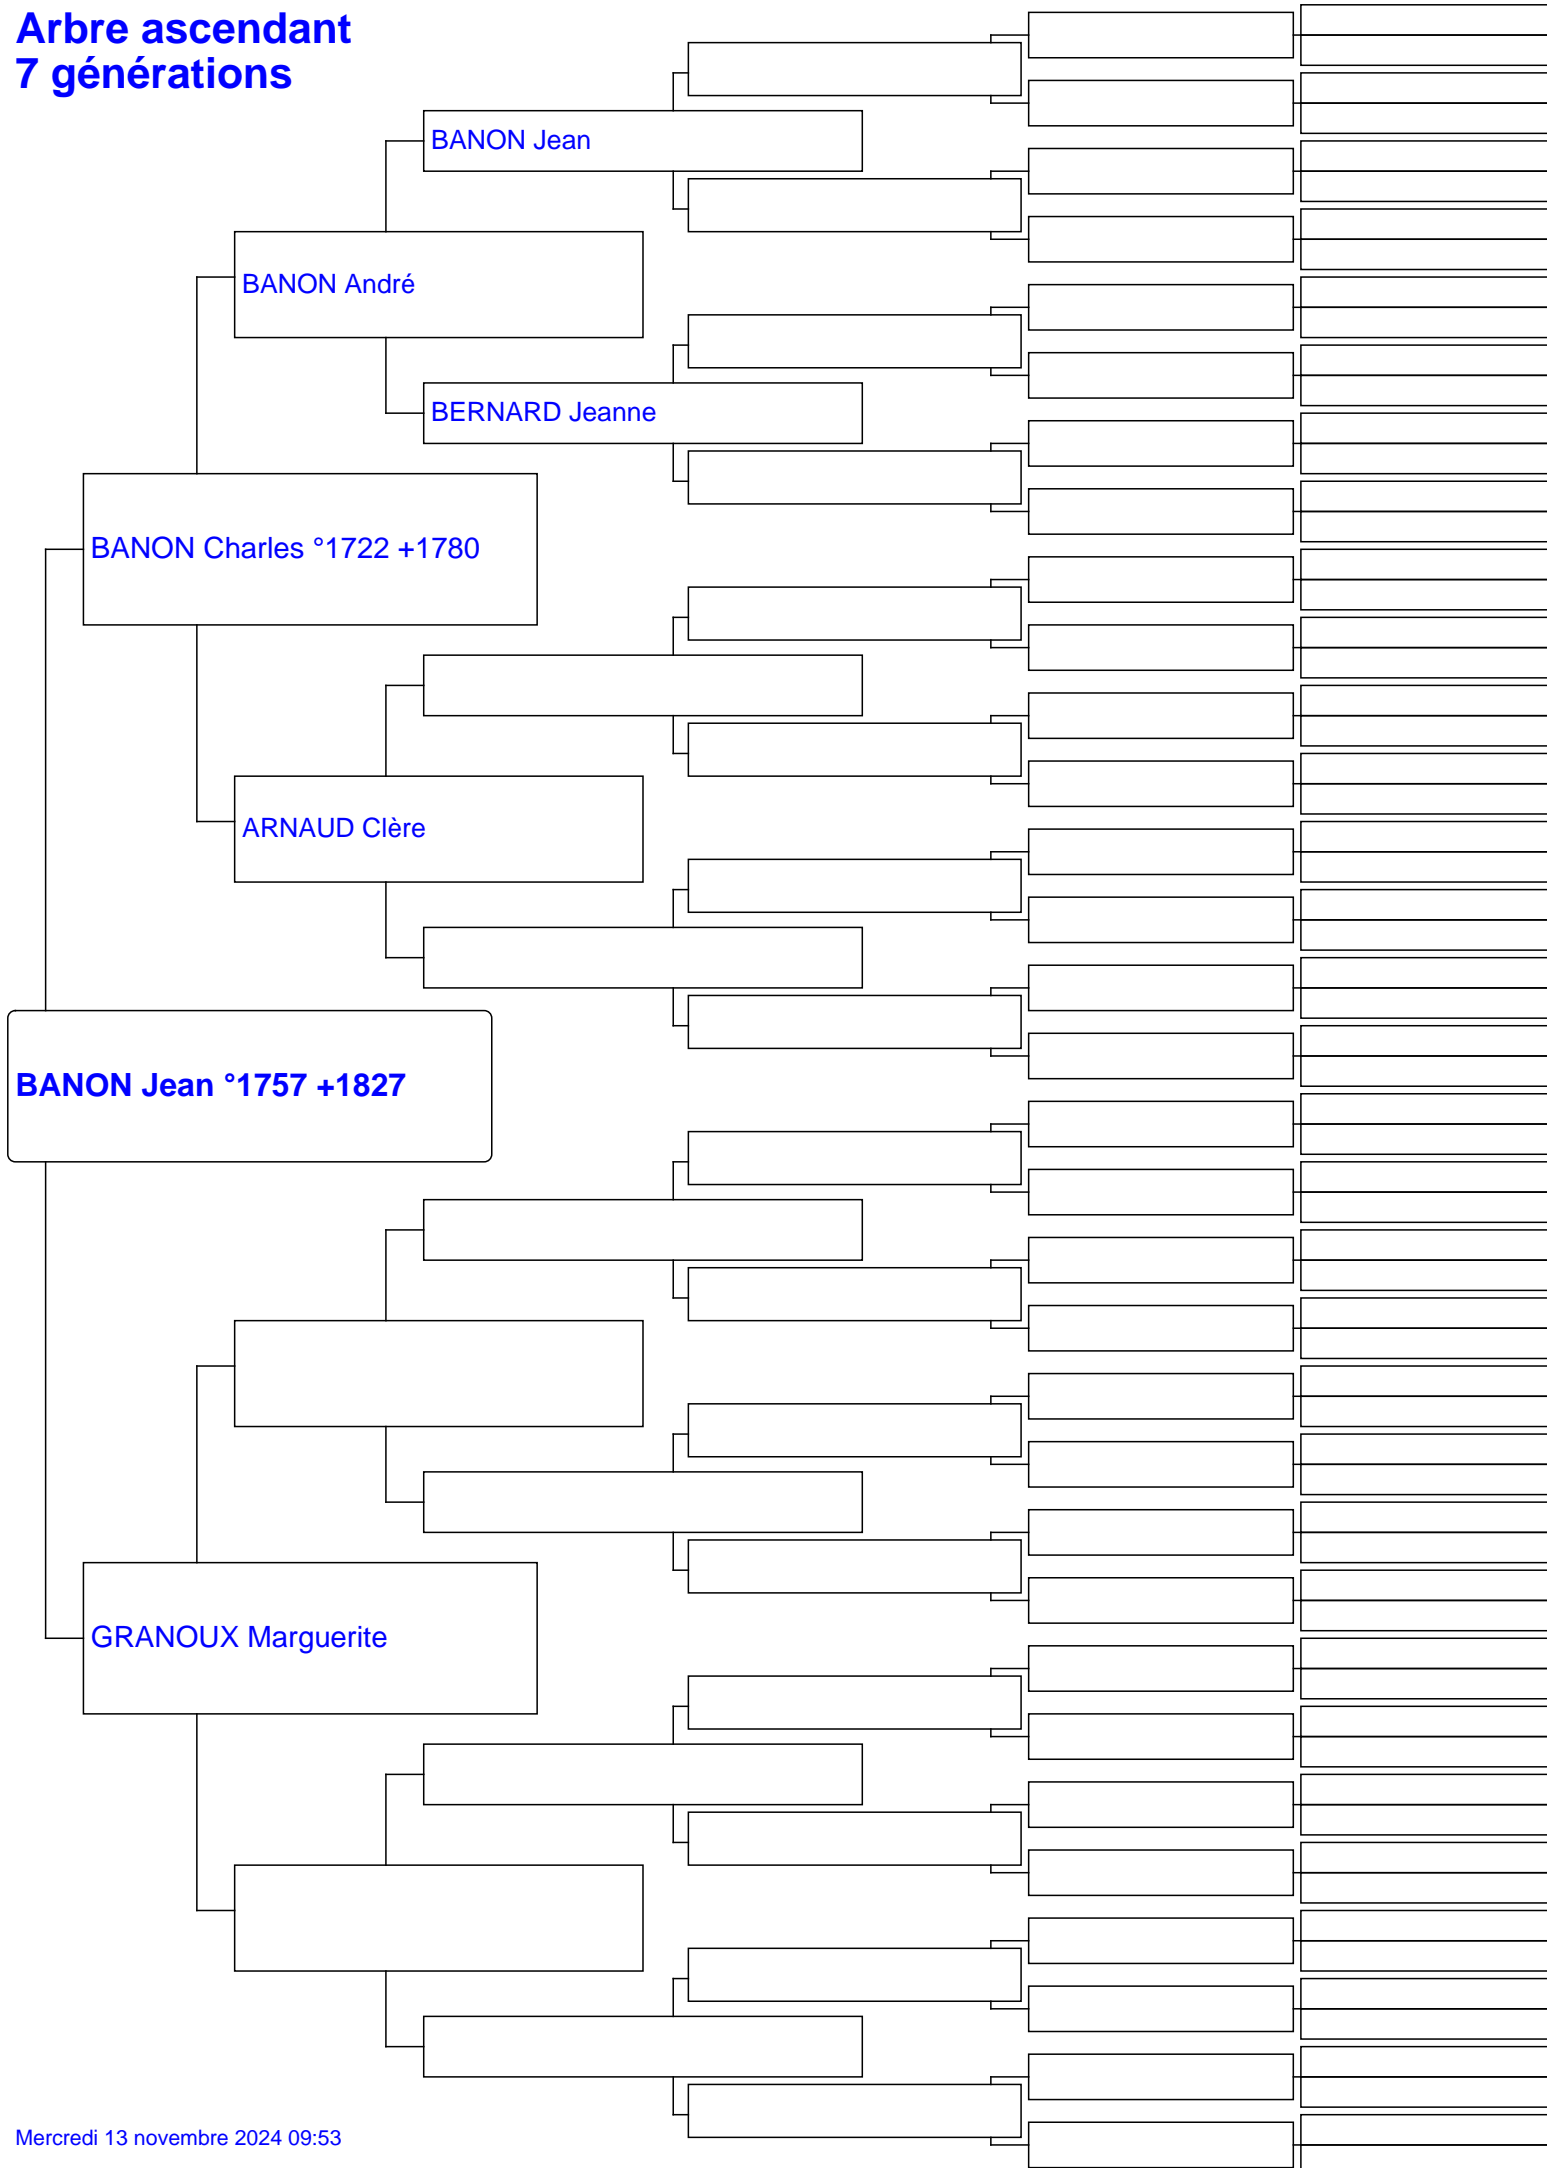 Arbre ascendant
7 générations
BANON Jean
BANON André
BERNARD Jeanne
BANON Charles °1722 +1780
ARNAUD Clère
BANON Jean °1757 +1827
GRANOUX Marguerite
Mercredi 13 novembre 2024 09:53